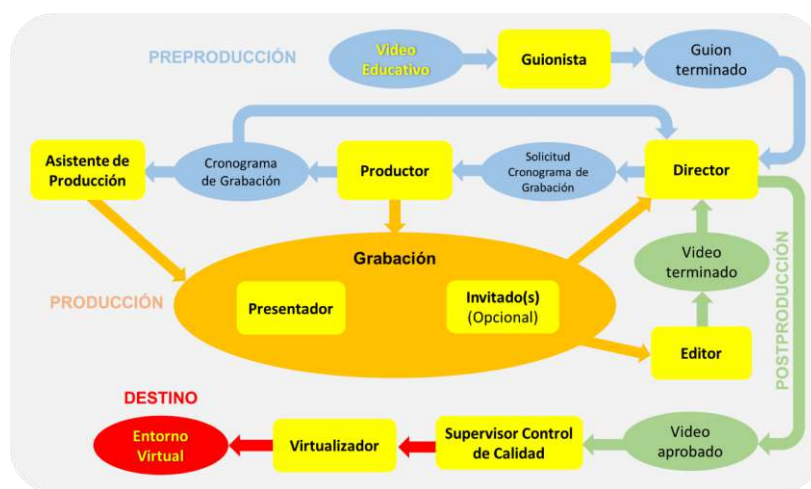 PREPRODUCCIÓN
Video
Educativo
Guionista
Guion
terminado
Asistente de
Producción
Cronograma
de Grabación
Productor
Solicitud
Cronograma de
Grabación
Director
Grabación
Video
terminado
POSTPRODUCCIÓN
PRODUCCIÓN
Presentador
Invitado(s)
(Opcional)
Editor
DESTINO
Entorno
Virtual
Virtualizador
Supervisor Control
de Calidad
Video
aprobado